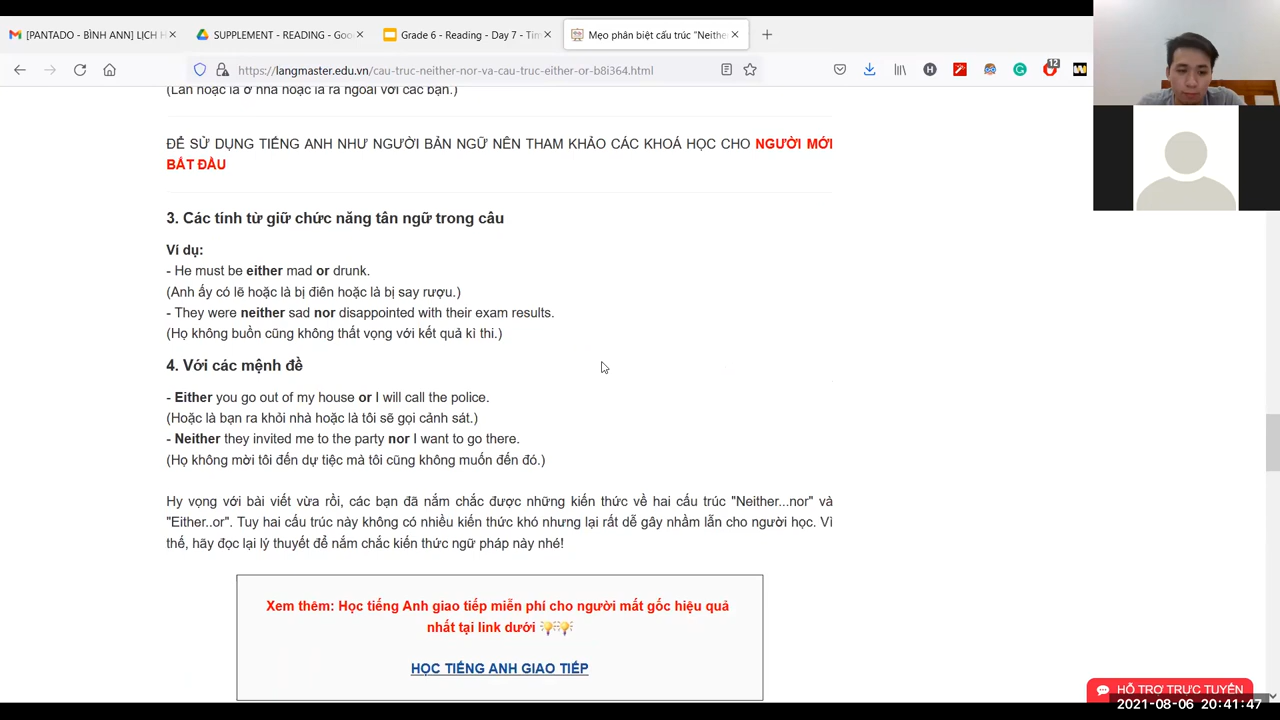 [PANTADO - BÌNH ANN] LỊCH H
SUPPLEMENT - READING - Goo
Grade 6 - Reading - Day 7 - Tim
Mẹo phân biệt cấu trúc "Neithe
https://langmaster.edu.vn/ -truc-neither-nor-va-cau-truc-either-or-b8i364.html
12
(Lan hoặc là ở nhà hoặc là ra ngoài với các bạn.)
ĐỂ SỬ DỤNG TIẾNG ANH NHƯ NGƯỜI BẢN NGỮ NÊN THAM KHẢO CÁC KHOÁ HỌC CHO NGƯỜI MỚI
BẮT ĐẦU
3. Các tính từ giữ chức năng tân ngữ trong câu
Ví dụ:
- He must be either mad or drunk.
(Anh ấy có lẽ hoặc là bị điên hoặc là bị say rượu.)
- They were neither sad nor disappointed with their exam results.
(Họ không buồn cũng không thất vọng với kết quả kì thi.)
4. Với các mệnh đề
- Either you go out of my house or I will call the police.
(Hoặc là bạn ra khỏi nhà hoặc là tôi sẽ gọi cảnh sát.)
- Neither they invited me to the party nor I want to go there.
(Họ không mời tôi đến dự tiệc mà tôi cũng không muốn đến đó.)
Hy vọng với bài viết vừa rồi, các bạn đã nắm chắc được những kiến thức về hai cấu trúc "Neither...nor" và
"Either..or". Tuy hai cấu trúc này không có nhiều kiến thức khó nhưng lại rất dễ gây nhầm lẫn cho người học. Vì
thế, hãy đọc lại lý thuyết để nắm chắc kiến thức ngữ pháp này nhé!
Xem thêm: Học tiếng Anh giao tiếp miễn phí cho người mất gốc hiệu quả
nhất tại link dưới
HỌC TIẾNG ANH GIAO TIẾP
HỖ TRỢ TRỰC TUYẾN
2021-08-06 20:41:47